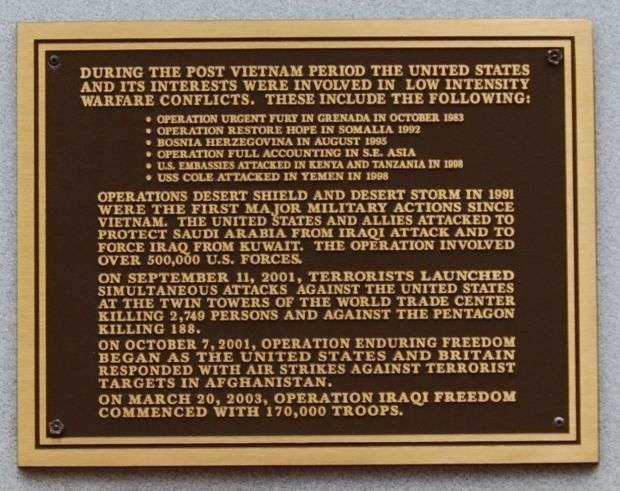 DURING THE POST VIETNAM PERIOD THE UNITED STATES
AND ITS INTERESTS WERE INVOLVED IN LOW INTENSITY
WARFARE CONFLICTS. THESE INCLUDE THE FOLLOWING:
• OPERATION URGENT FURY IN GRENADA IN OCTOBER 1983
• OPERATION RESTORE HOPE IN SOMALIA 1992
• BOSNIA HERZEGOVINA IN AUGUST 1995
• OPERATION FULL ACCOUNTING IN S.E. ASIA
• U.S. EMBASSIES ATTACKED IN KENYA AND TANZANIA IN 1998
• USS COLE ATTACKED IN YEMEN IN 1998
OPERATIONS DESERT SHIELD AND DESERT STORM IN 1991
WERE THE FIRST MAJOR MILITARY ACTIONS SINCE
VIETNAM. THE UNITED STATES AND ALLIES ATTACKED TO
PROTECT SAUDI ARABIA FROM IRAQI ATTACK AND TO
FORCE IRAQ FROM KUWAIT. THE OPERATION INVOLVED
OVER 500,000 U.S. FORCES.
ON SEPTEMBER 11, 2001, TERRORISTS LAUNCHED
SIMULTANEOUS ATTACKS AGAINST THE UNITED STATES
AT THE TWIN TOWERS OF THE WORLD TRADE CENTER
KILLING 2,749 PERSONS AND AGAINST THE PENTAGON
KILLING 188.
ON OCTOBER 7, 2001, OPERATION ENDURING FREEDOM
BEGAN AS THE UNITED STATES AND BRITAIN
RESPONDED WITH AIR STRIKES AGAINST TERRORIST
TARGETS IN AFGHANISTAN.
ON MARCH 20, 2003, OPERATION IRAQI FREEDOM
COMMENCED WITH 170,000 TROOPS.